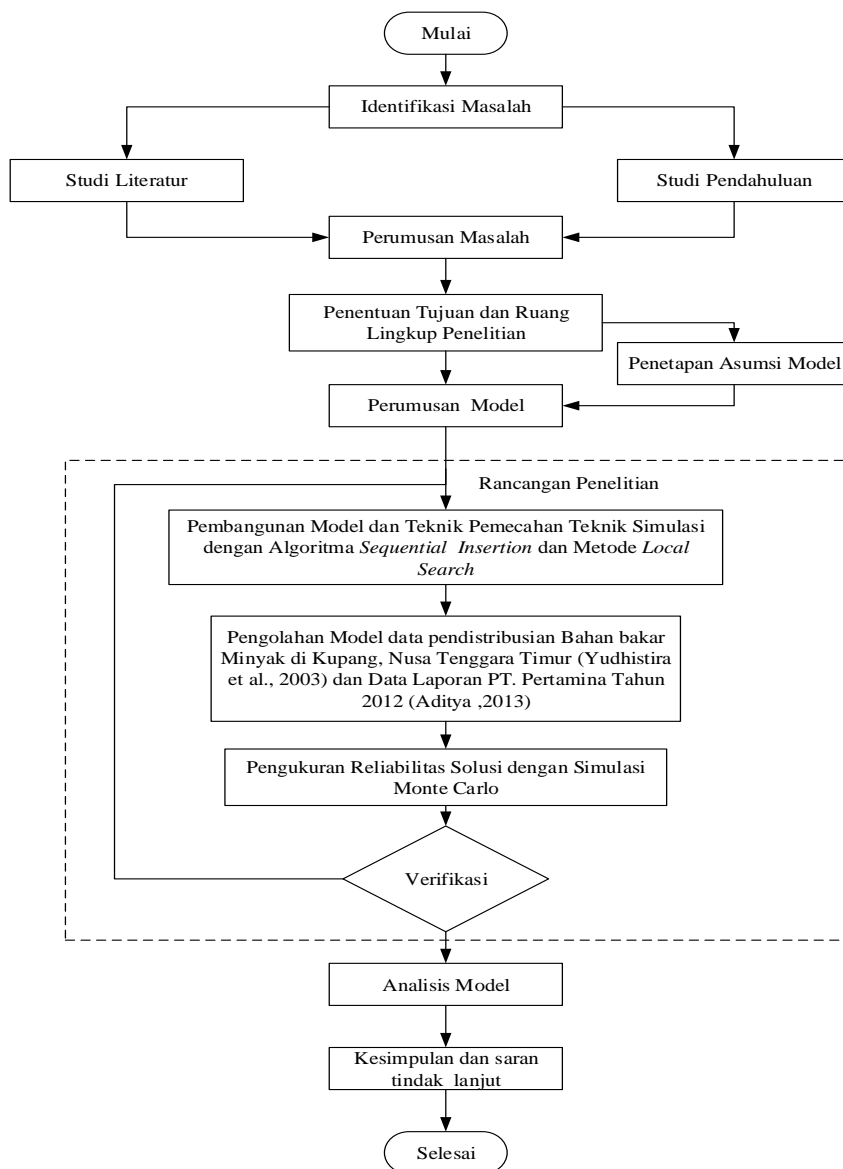 Mulai
Identifikasi Masalah
Studi Literatur
Studi Pendahuluan
Perumusan Masalah
Penentuan Tujuan dan Ruang
Lingkup Penelitian
Penetapan Asumsi Model
Perumusan Model
Rancangan Penelitian
Pembangunan Model dan Teknik Pemecahan Teknik Simulasi
dengan Algoritma Sequential Insertion dan Metode Local
Search
Pengolahan Model data pendistribusian Bahan bakar
Minyak di Kupang, Nusa Tenggara Timur (Yudhistira
et al., 2003) dan Data Laporan PT. Pertamina Tahun
2012 (Aditya ,2013)
Pengukuran Reliabilitas Solusi dengan Simulasi
Monte Carlo
Verifikasi
Analisis Model
Kesimpulan dan saran
tindak lanjut
Selesai